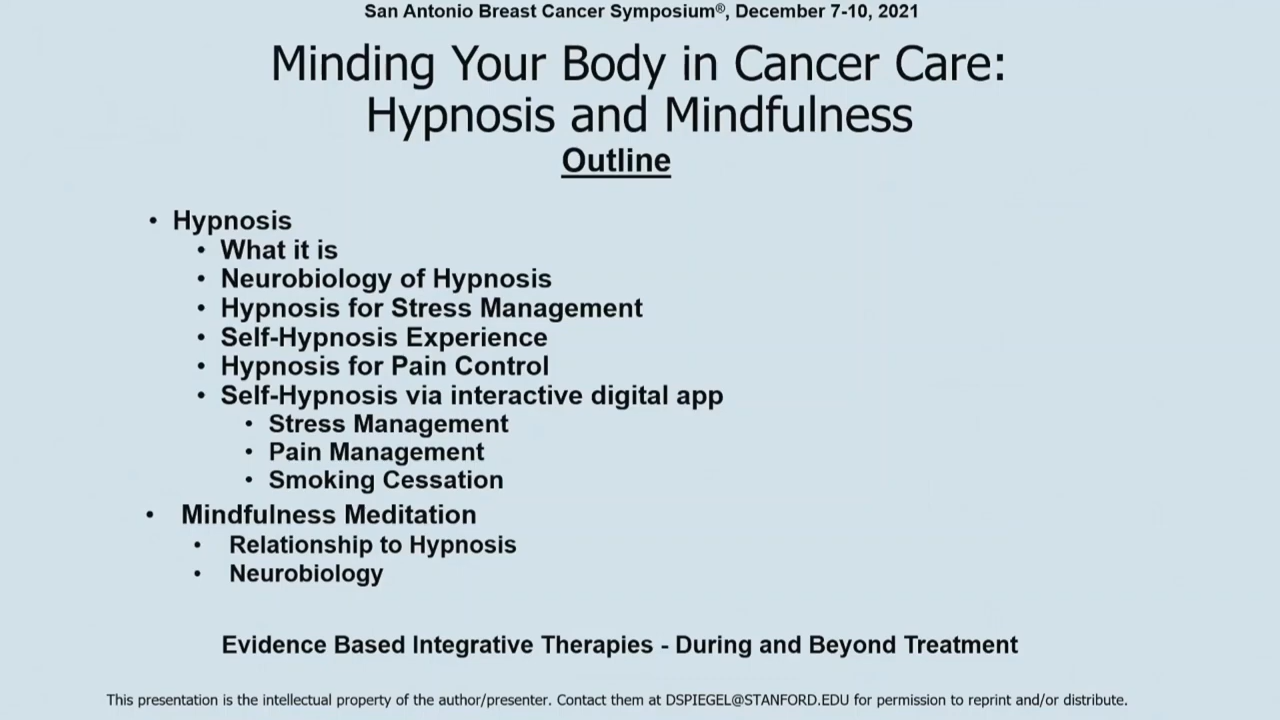 San Antonio Breast Cancer Symposium®, December 7-10, 2021
Minding Your Body in Cancer Care:
Hypnosis and Mindfulness
Outline
• Hypnosis
• What it is
• Neurobiology of Hypnosis
• Hypnosis for Stress Management
• Self-Hypnosis Experience
• Hypnosis for Pain Control
• Self-Hypnosis via interactive digital app
• Stress Management
• Pain Management
• Smoking Cessation
• Mindfulness Meditation
• Relationship to Hypnosis
• Neurobiology
Evidence Based Integrative Therapies - During and Beyond Treatment
This presentation is the intellectual property of the author/presenter. Contact them at DSPIEGEL@STANFORD.EDU for permission to reprint and/or distribute.